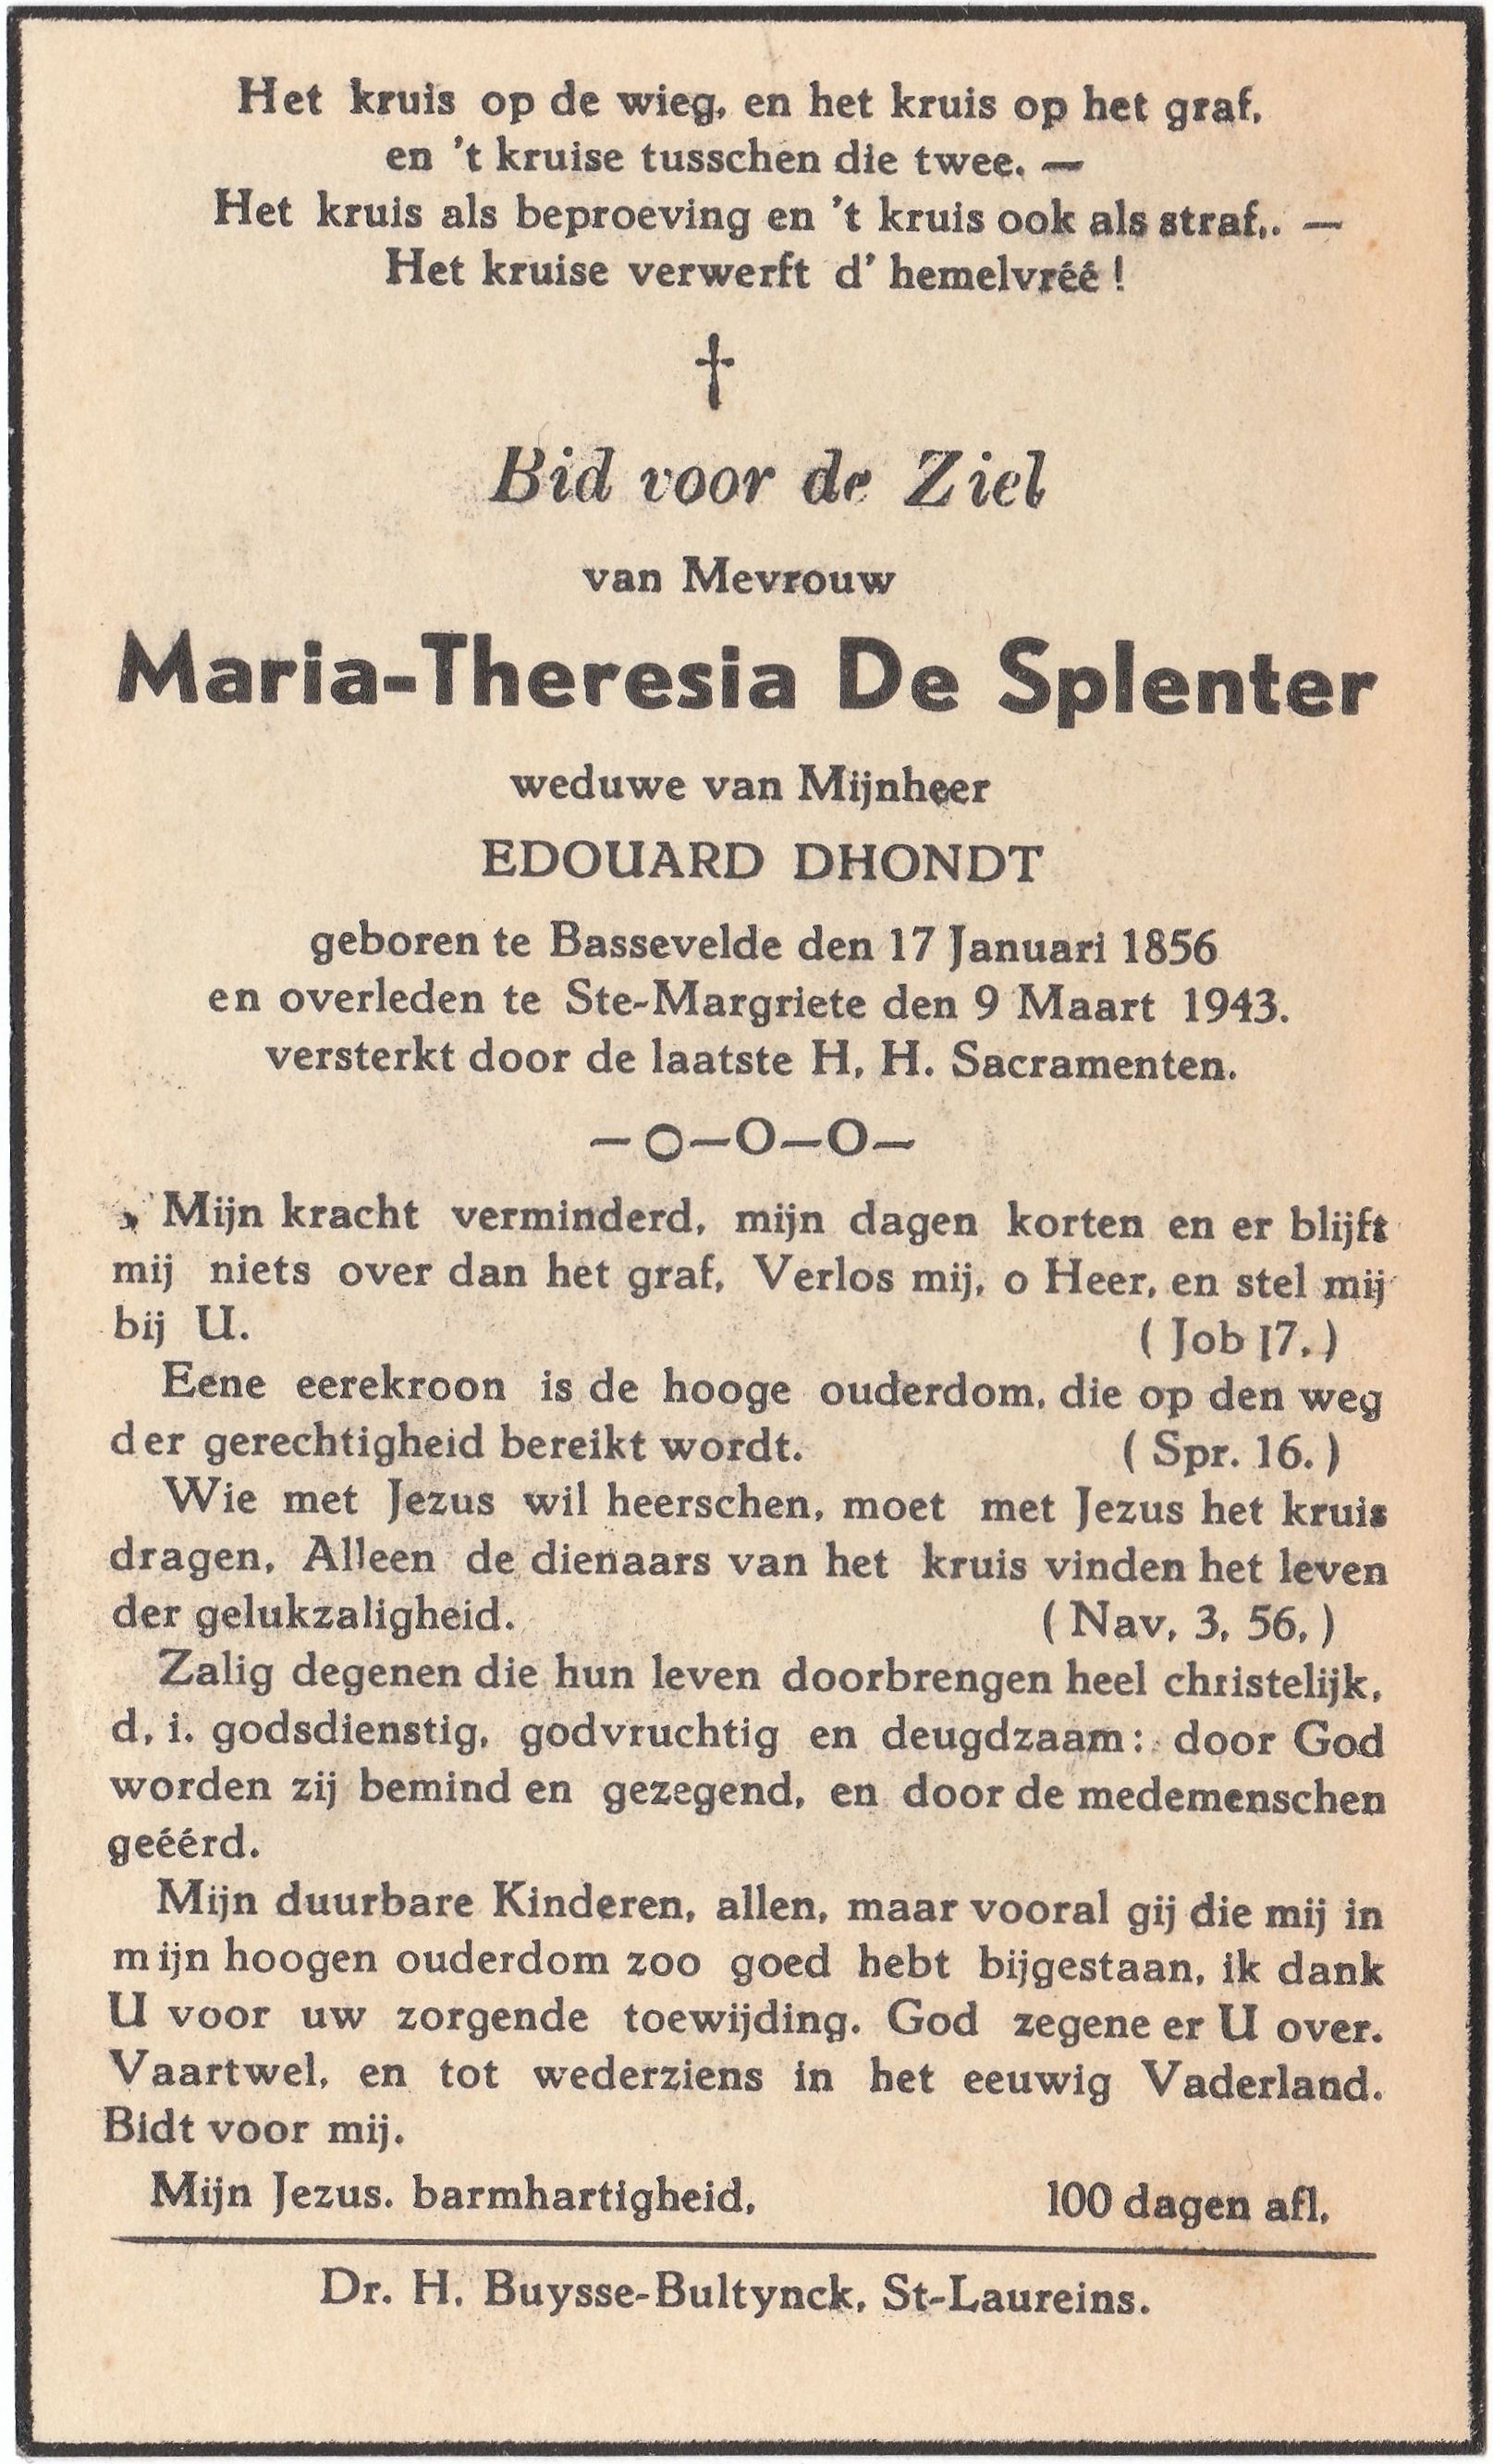 Het kruis op de wieg, en het kruis op het graf,
en 't kruise tusschen die twee. —
Het kruis als beproeving en 't kruis ook als straf,. —
Het kruise verwerft d' hemelvréé !
†
Bid voor de Ziel
van Mevrouw
Maria-Theresia De Splenter
weduwe van Mijnheer
EDOUARD DHONDT
geboren te Bassevelde den 17 Januari 1856
en overleden te Ste-Margriete den 9 Maart 1943.
versterkt door de laatste H, H. Sacramenten.
—O—O—O—
Mijn kracht verminderd, mijn dagen korten en er blijft
mij niets over dan het graf, Verlos mij, o Heer, en stel mij
bij U. ( Job 17, )
Eene eerekroon is de hooge ouderdom, die op den weg
der gerechtigheid bereikt wordt. ( Spr. 16. )
Wie met Jezus wil heerschen, moet met Jezus het kruis
dragen, Alleen de dienaars van het kruis vinden het leven
der gelukzaligheid. ( Nav, 3, 56, )
Zalig degenen die hun leven doorbrengen heel christelijk,
d, i. godsdienstig, godvruchtig en deugdzaam: door God
worden zij bemind en gezegend, en door de medemenschen
geéérd.
Mijn duurbare Kinderen, allen, maar vooral gij die mij in
mijn hoogen ouderdom zoo goed hebt bijgestaan, ik dank
U voor uw zorgende toewijding. God zegene er U over.
Vaartwel, en tot wederziens in het eeuwig Vaderland.
Bidt voor mij.
Mijn Jezus. barmhartigheid, 100 dagen afl,
Dr. H, Buysse-Bultynck, St-Laureins.